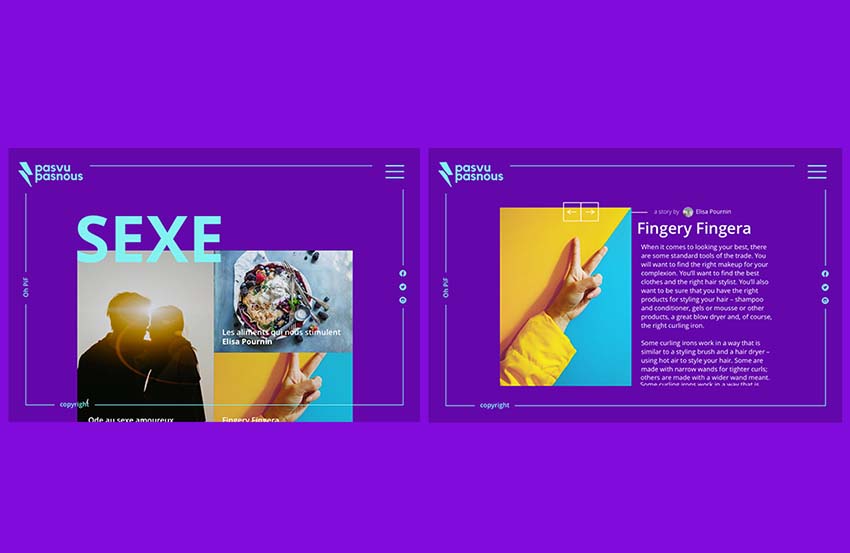 pasvu
pasnous
SEXE
Oh Pif
Les aliments qui nous stimulent
Elisa Pournin
copyright
Ode au sexe amoureux
Fingery Fingera
pasvu
pasnous
a story by Elisa Pournin
Fingery Fingera
When it comes to looking your best, there
are some standard tools of the trade. You
will want to find the right makeup for your
complexion. You'll want to find the best
clothes and the right hair stylist. You'll also
want to be sure that you have the right
products for styling your hair – shampoo
and conditioner, gels or mousse or other
products, a great blow dryer and, of course,
the right curling iron.
Some curling irons work in a way that is
similar to a styling brush and a hair dryer –
using hot air to style your hair. Some are
made with narrow wands for tighter curls;
others are made with a wider wand meant.
Some curling irons work in a way that is
Oh Pif
copyright